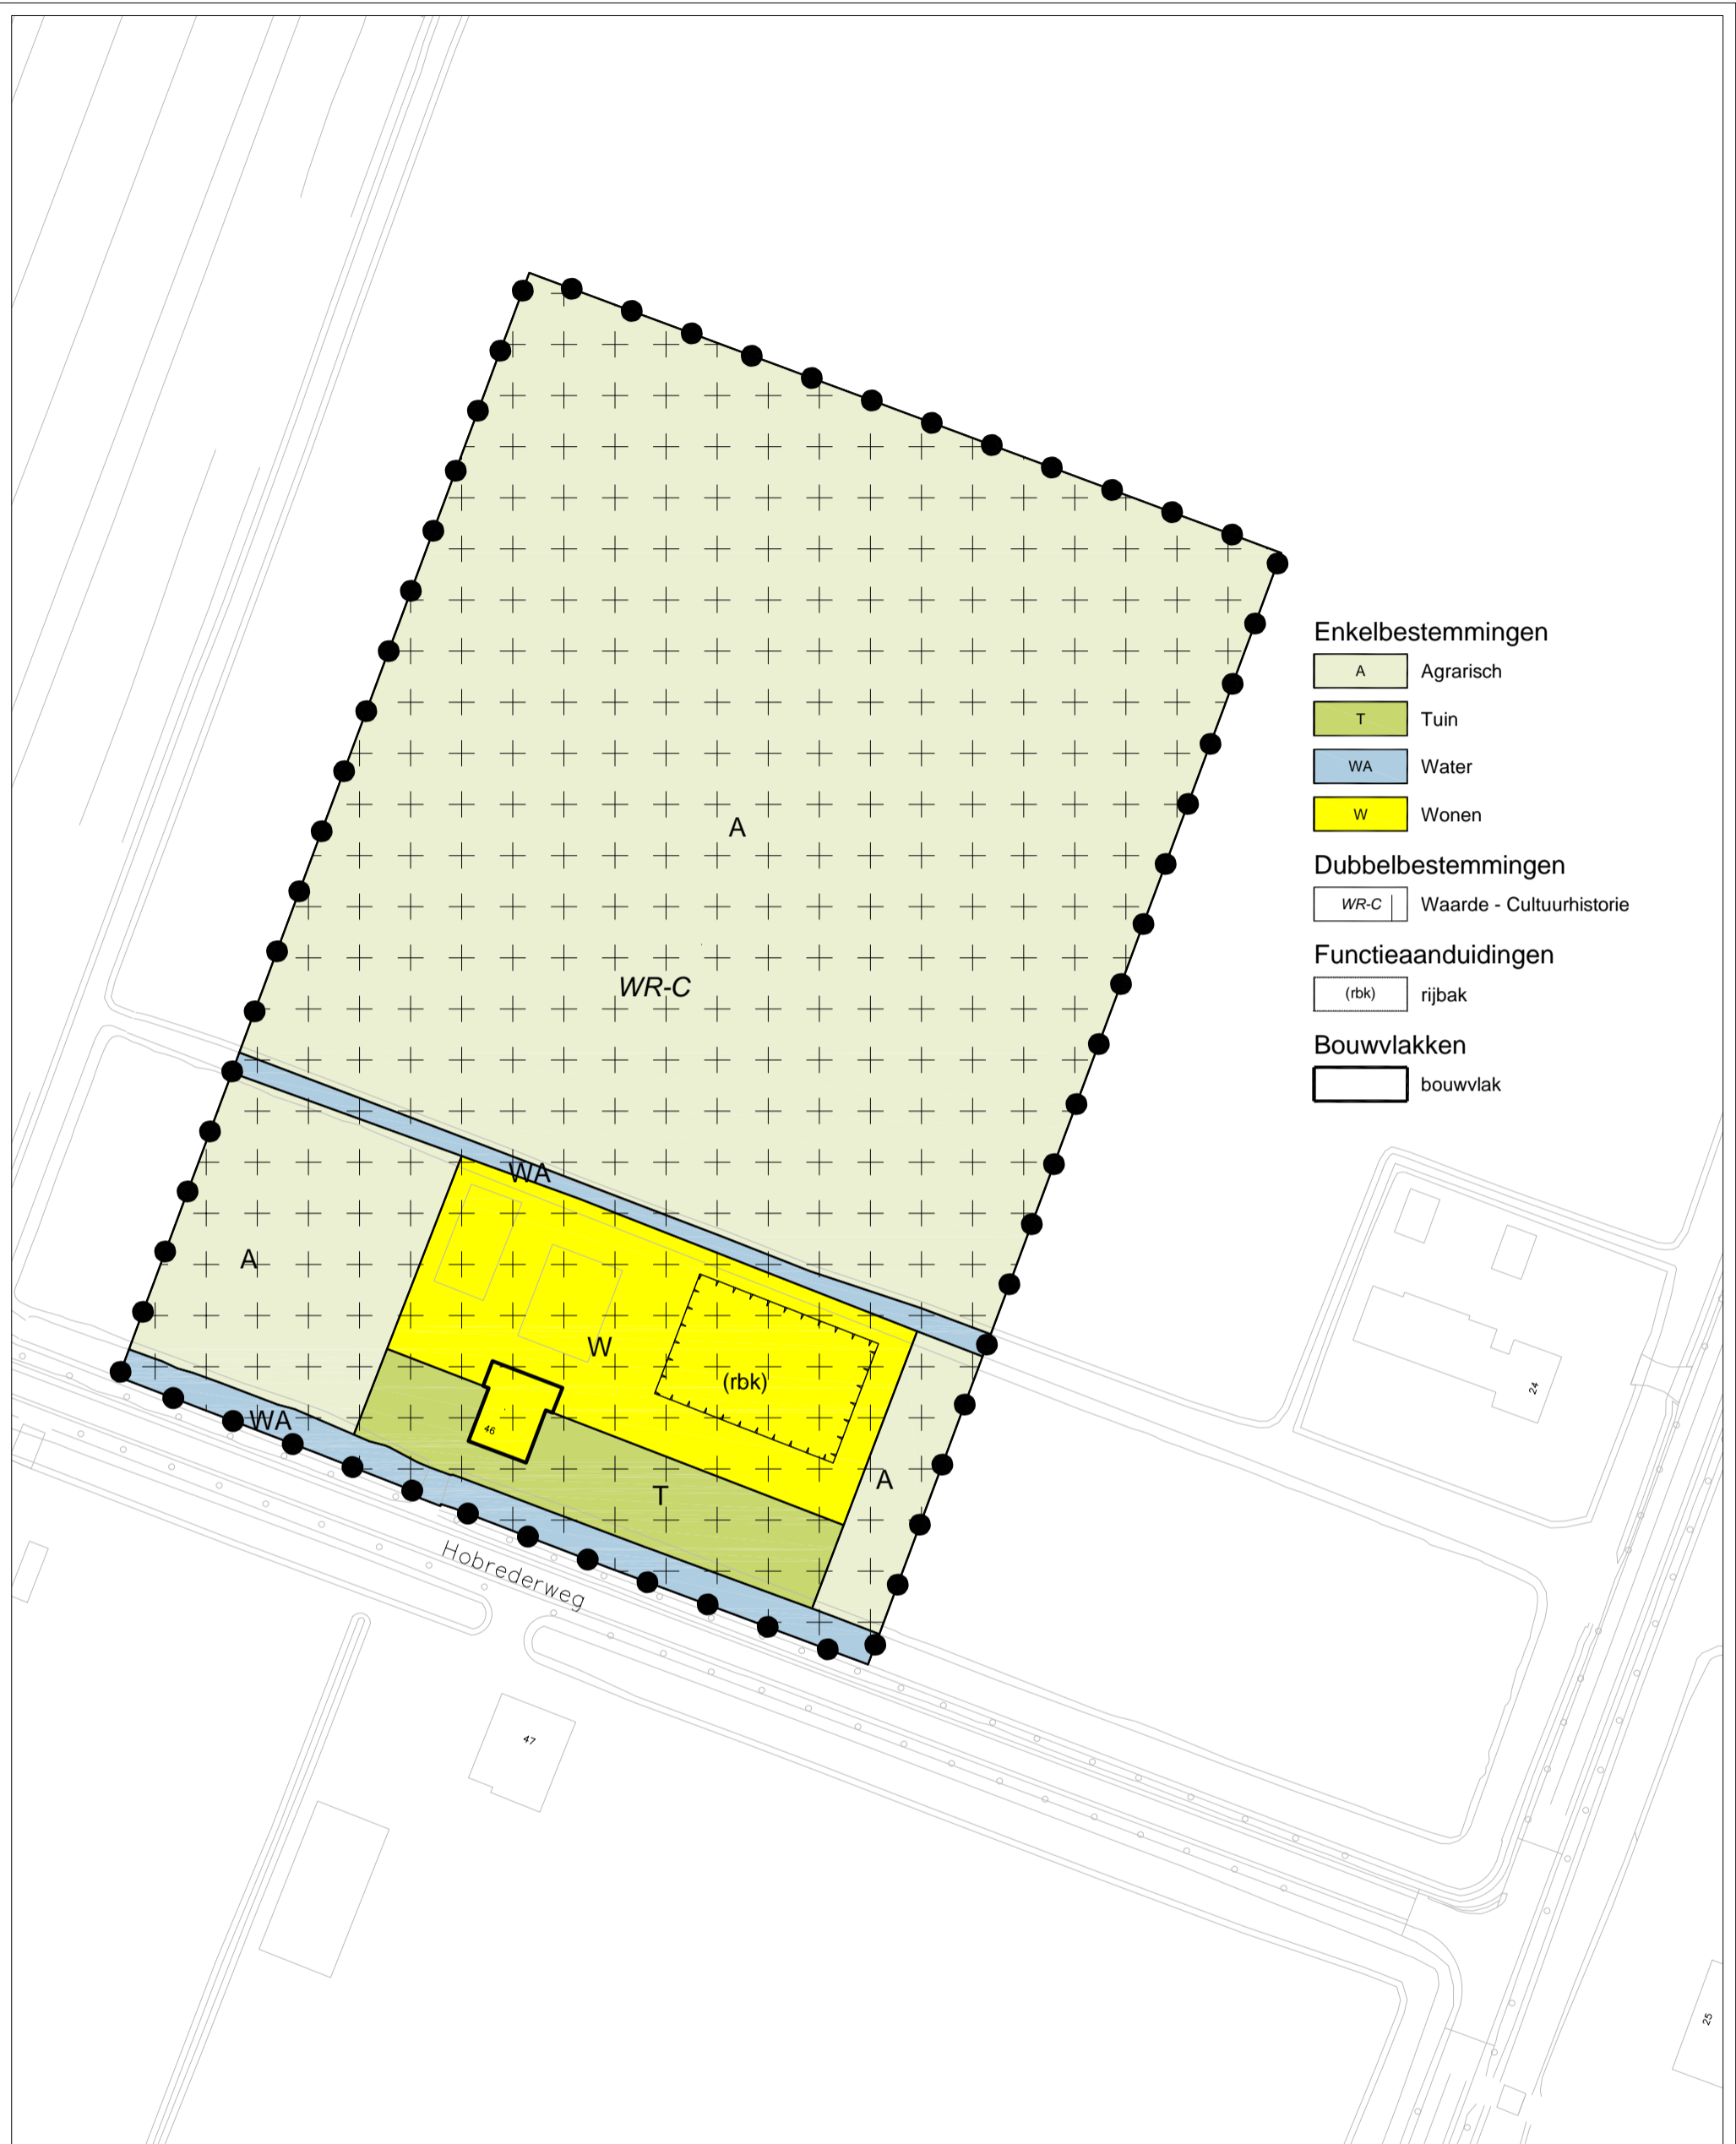 A
WR-C
WA
A
W
(rbk)
46
WA
T
A
Hobrederweg
47
24
25
Enkelbestemmingen
A Agrarisch
T Tuin
WA Water
W Wonen
Dubbelbestemmingen
WR-C Waarde - Cultuurhistorie
Functieaanduidingen
(rbk) rijbak
Bouwvlakken
bouwvlak